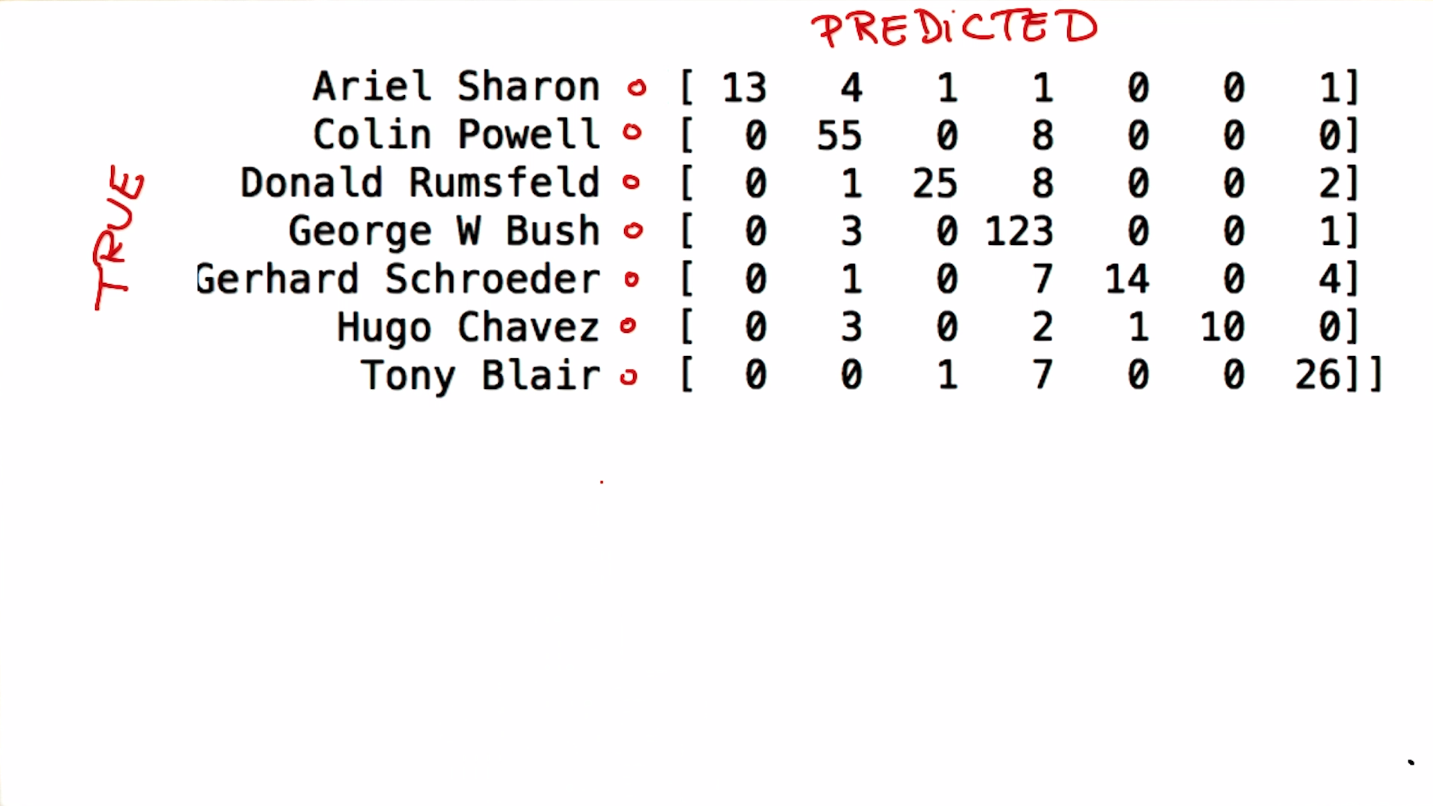 PREDICTED
Ariel Sharon [ 13 4 1 1 0 0 1]
Colin Powell [ 0 55 0 8 0 0 0]
Donald Rumsfeld [ 0 1 25 8 0 0 2]
George W Bush [ 0 3 0 123 0 0 1]
Gerhard Schroeder [ 0 1 0 7 14 0 4]
Hugo Chavez [ 0 3 0 2 1 10 0]
Tony Blair [ 0 0 1 7 0 0 26]]
TRUE